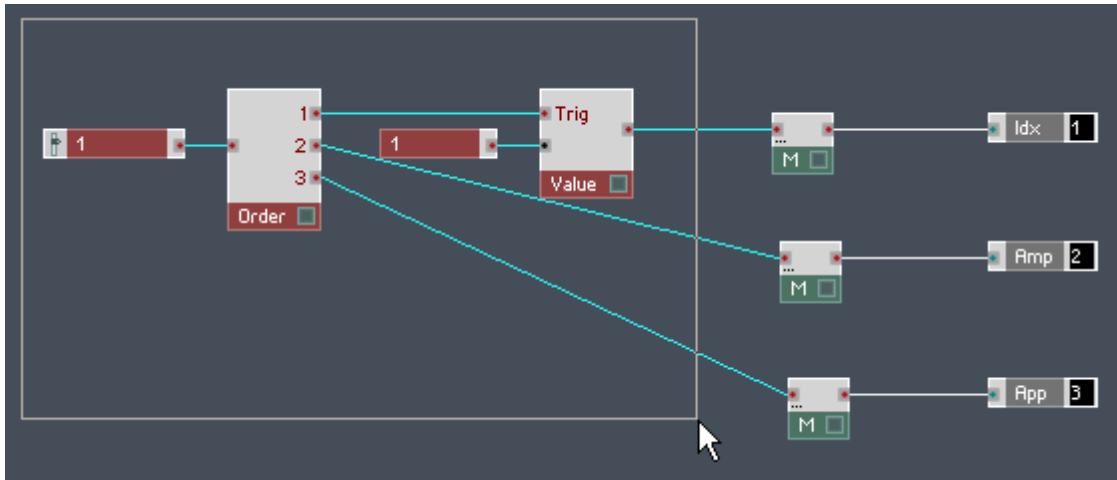 1
1
2
3
Order
1
Trig
Value
...
M
Idx 1
...
M
Amp 2
...
M
App 3